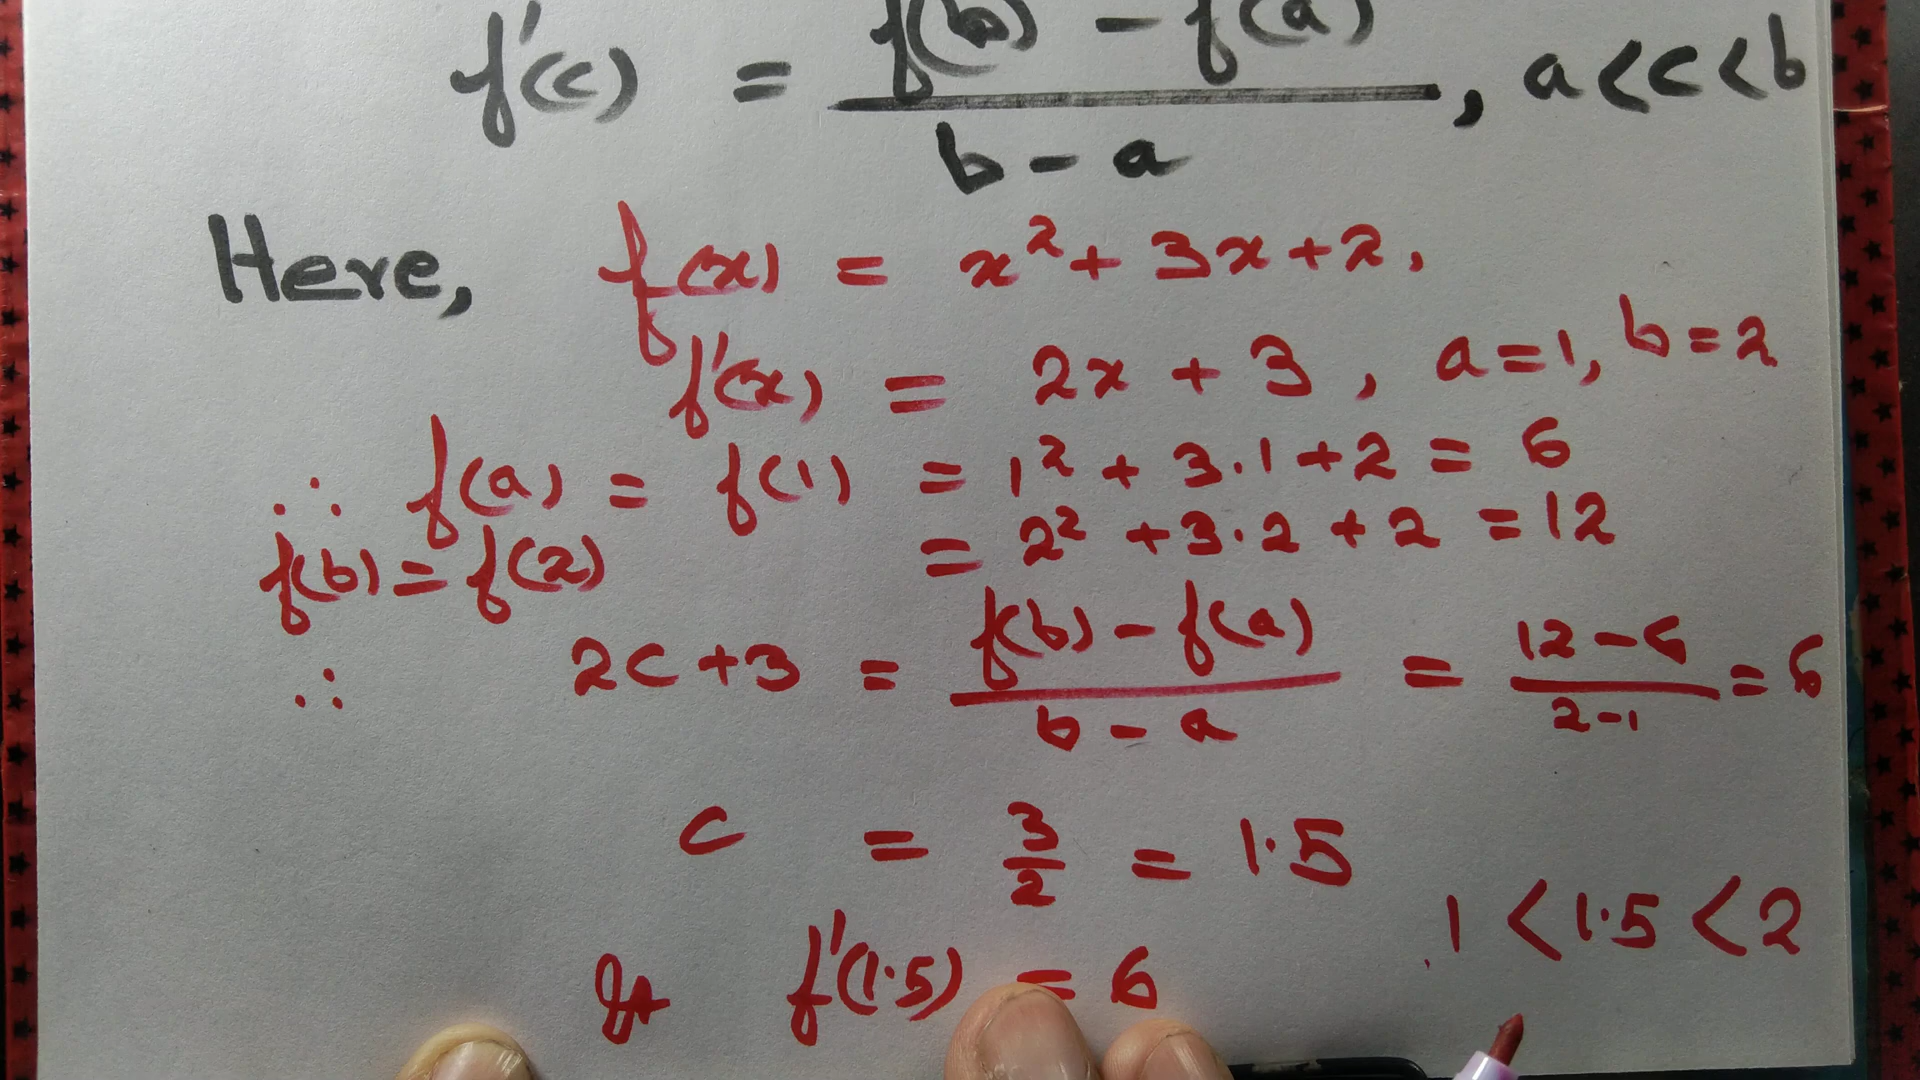 f'(c) = f(b) - f(a) / b - a , a < c < b
Here, f(x) = x² + 3x + 2,
f'(x) = 2x + 3, a = 1, b = 2
∴ f(a) = f(1) = 1² + 3·1 + 2 = 6
f(b) = f(2) = 2² + 3·2 + 2 = 12
∴ 2c + 3 = f(b) - f(a) / b - a = 12 - 6 / 2 - 1 = 6
c = 3/2 = 1·5
1 < 1·5 < 2
f'(1·5) = 6